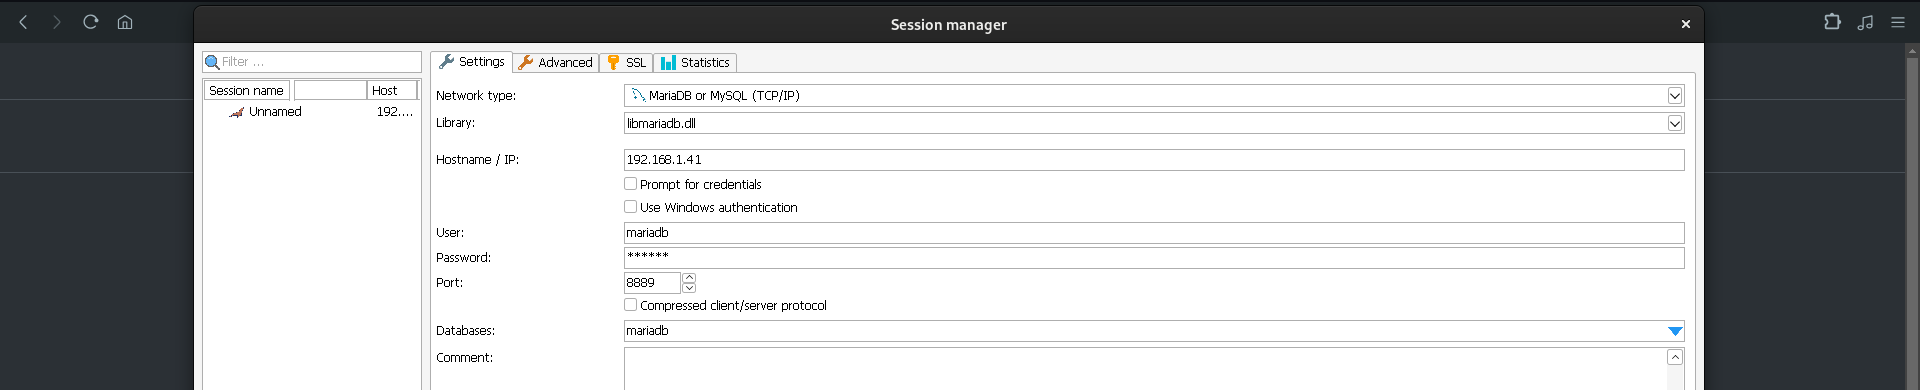 Session manager
Filter ...
Settings
Advanced
SSL
Statistics
Session name
Host
Unnamed
192....
Network type:
MariaDB or MySQL (TCP/IP)
Library:
libmariadb.dll
Hostname / IP:
192.168.1.41
Prompt for credentials
Use Windows authentication
User:
mariadb
Password:
******
Port:
8889
Compressed client/server protocol
Databases:
mariadb
Comment: